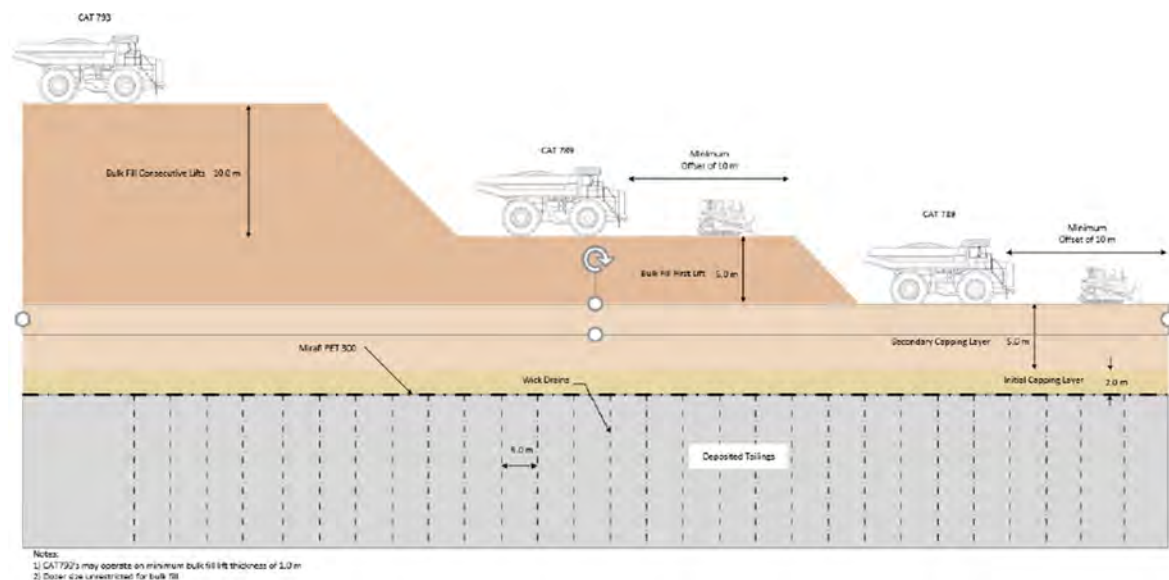 CAT 793
Bulk Fill Consecutive Lifts 10.0 m
CAT 789
Minimum
Offset of 10 m
CAT 789
Minimum
Offset of 10 m
Bulk Fill First Lift 5.0 m
Secondary Capping Layer 5.0 m
Mirafi PET 300
Wick Drains
Initial Capping Layer 2.0 m
Deposited Tailings
Notes:
1) CAT793's may operate on minimum bulk fill lift thickness of 1.0 m
2) Dozer size unrestricted for bulk fill